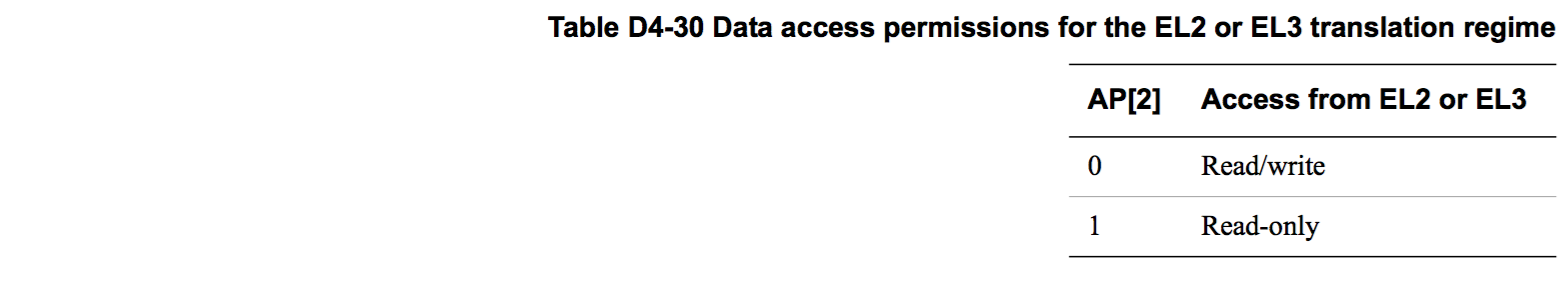 Table D4-30 Data access permissions for the EL2 or EL3 translation regime
AP[2] Access from EL2 or EL3
0 Read/write
1 Read-only